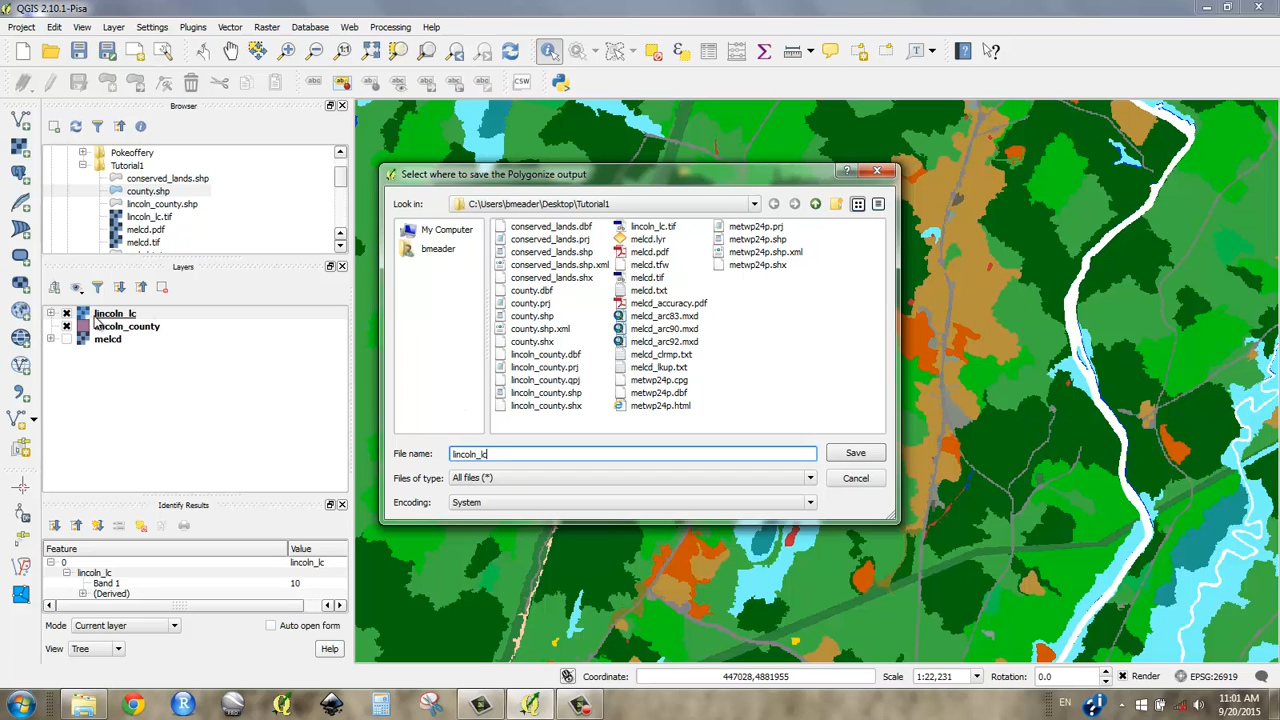 QGIS 2.10.1-Pisa
Project Edit View Layer Settings Plugins Vector Raster Database Web Processing Help
CSW
Browser
Pokeoffery
Tutorial1
conserved_lands.shp
county.shp
lincoln_county.shp
lincoln_lc.tif
melcd.pdf
melcd.tif
Layers
lincoln_lc
lincoln_county
melcd
Identify Results
Feature Value
0 lincoln_lc
lincoln_lc
Band 1 10
(Derived)
Mode Current layer Auto open form
View Tree Help
Select where to save the Polygonize output
Look in: C:\Users\bmeader\Desktop\Tutorial1
My Computer
bmeader
conserved_lands.dbf
conserved_lands.prj
conserved_lands.shp
conserved_lands.shp.xml
conserved_lands.shx
county.dbf
county.prj
county.shp
county.shp.xml
county.shx
lincoln_county.dbf
lincoln_county.prj
lincoln_county.qpj
lincoln_county.shp
lincoln_county.shx
lincoln_lc.tif
melcd.lyr
melcd.pdf
melcd.tfw
melcd.tif
melcd.txt
melcd_accuracy.pdf
melcd_arc83.mxd
melcd_arc90.mxd
melcd_arc92.mxd
melcd_clrmp.txt
melcd_lkup.txt
metwp24p.cpg
metwp24p.dbf
metwp24p.html
metwp24p.prj
metwp24p.shp
metwp24p.shp.xml
metwp24p.shx
File name: lincoln_lc Save
Files of type: All files (*) Cancel
Encoding: System
Coordinate: 447028,4881955 Scale 1:22,231 Rotation: 0.0 Render EPSG:26919
EN 11:01 AM
9/20/2015